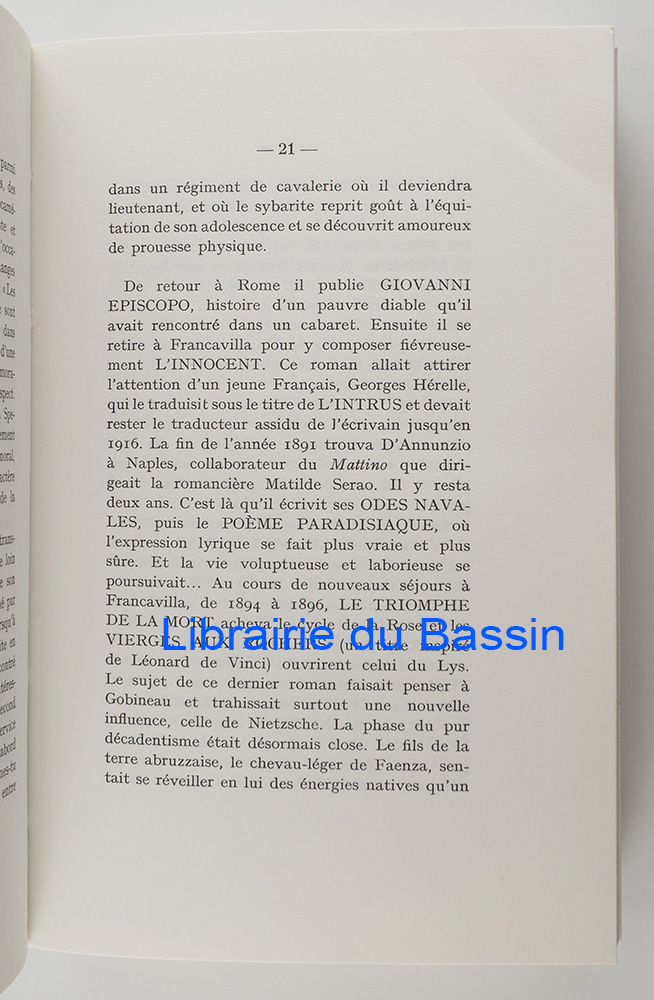 — 21 —
dans un régiment de cavalerie où il deviendra
lieutenant, et où le sybarite reprit goût à l'équi-
tation de son adolescence et se découvrit amoureux
de prouesse physique.
De retour à Rome il publie GIOVANNI
EPISCOPO, histoire d'un pauvre diable qu'il
avait rencontré dans un cabaret. Ensuite il se
retire à Francavilla pour y composer fiévreuse-
ment L'INNOCENT. Ce roman allait attirer
l'attention d'un jeune Français, Georges Hérelle,
qui le traduisit sous le titre de L'INTRUS et devait
rester le traducteur assidu de l'écrivain jusqu'en
1916. La fin de l'année 1891 trouva D'Annunzio
à Naples, collaborateur du Mattino que diri-
geait la romancière Matilde Serao. Il y resta
deux ans. C'est là qu'il écrivit ses ODES NAVA-
LES, puis le POÈME PARADISIAQUE, où
l'expression lyrique se fait plus vraie et plus
sûre. Et la vie voluptueuse et laborieuse se
poursuivait... Au cours de nouveaux séjours à
Francavilla, de 1894 à 1896, LE TRIOMPHE
DE LA MORT acheva le cycle de la Rose et les
VIERGES AUX ROCHERS (un titre inspiré
de Léonard de Vinci) ouvrirent celui du Lys.
Le sujet de ce dernier roman faisait penser à
Gobineau et trahissait surtout une nouvelle
influence, celle de Nietzsche. La phase du pur
décadentisme était désormais close. Le fils de la
terre abruzzaise, le chevau-léger de Faenza, sen-
tait se réveiller en lui des énergies natives qu'un
Librairie du Bassin